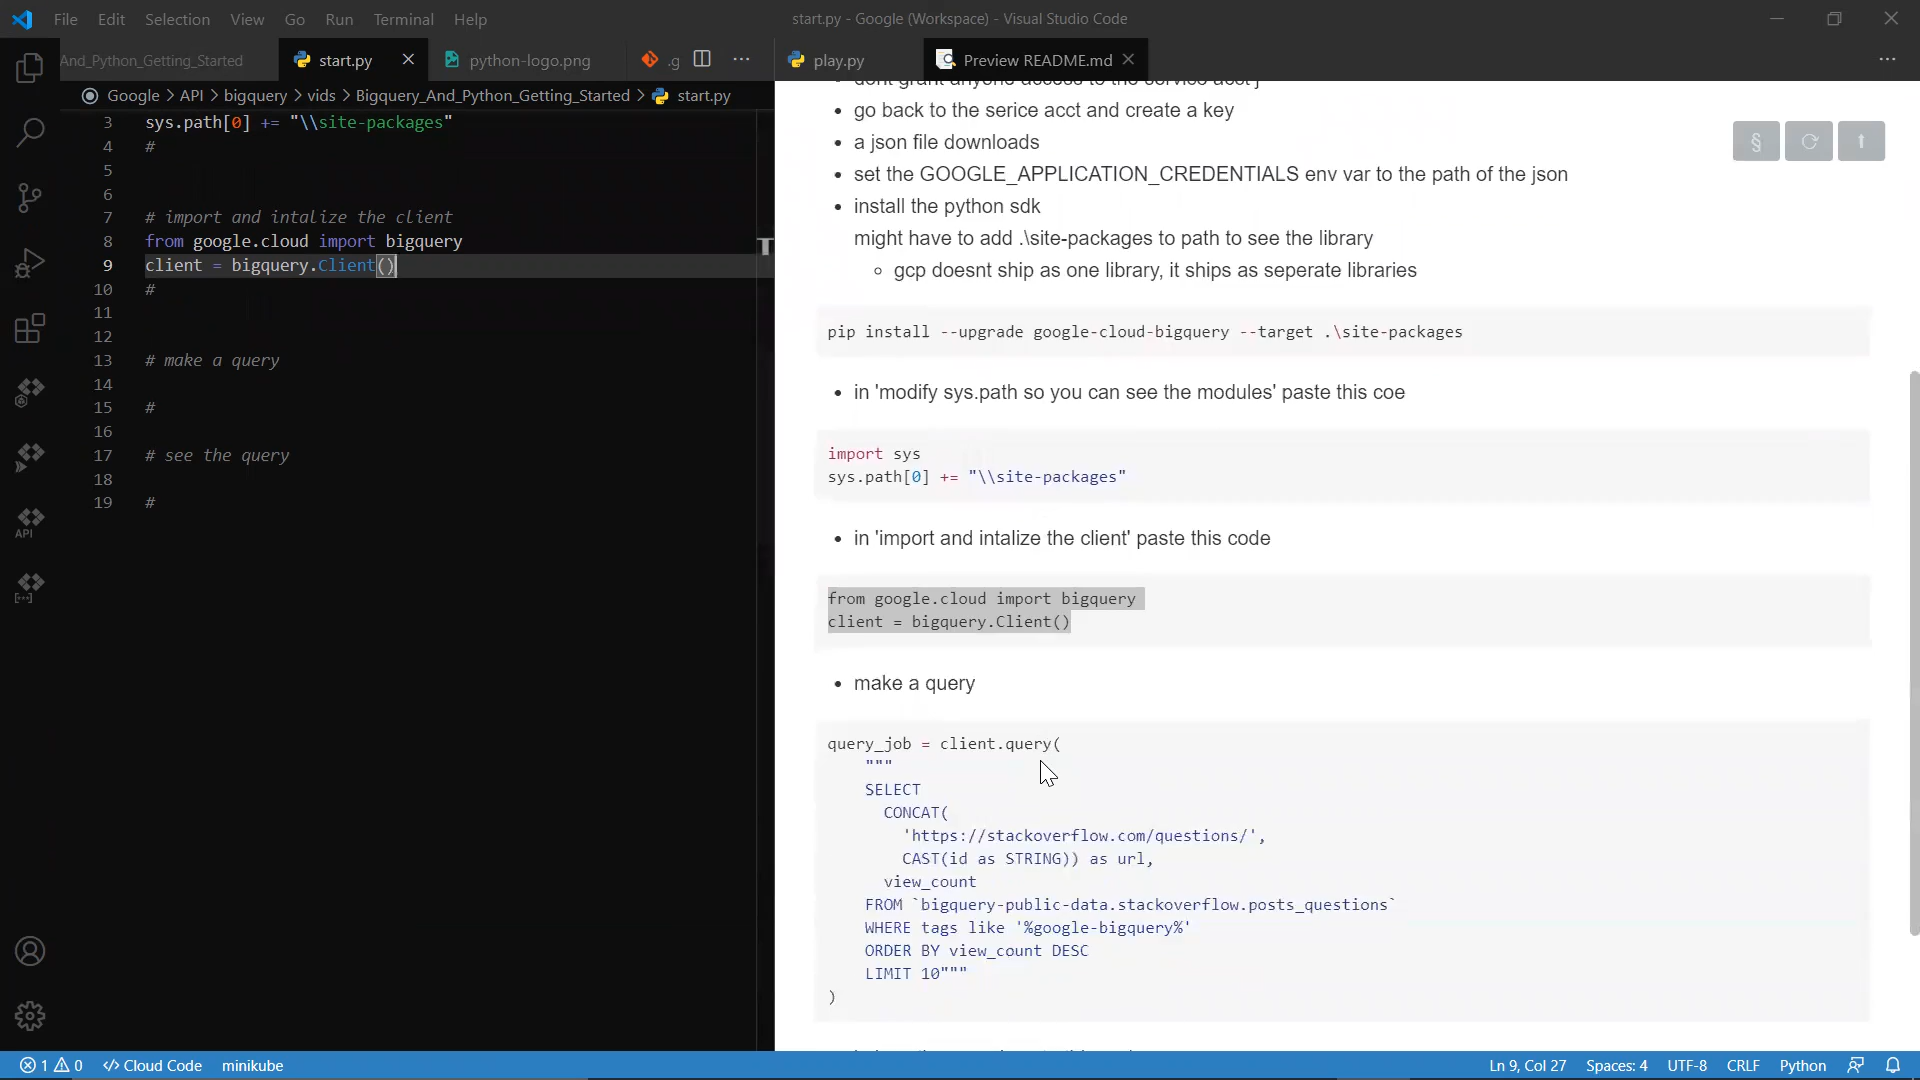 File Edit Selection View Go Run Terminal Help
start.py - Google (Workspace) - Visual Studio Code
And_Python_Getting_Started
start.py
python-logo.png
.g
play.py
Preview README.md
Google > API > bigquery > vids > Bigquery_And_Python_Getting_Started > start.py
3 sys.path[0] += "\\site-packages"
4 #
5
6
7 # import and intalize the client
8 from google.cloud import bigquery
9 client = bigquery.Client()
10 #
11
12
13 # make a query
14
15 #
16
17 # see the query
18
19 #
API
dont grant anyone access to the service acct j
• go back to the serice acct and create a key
• a json file downloads
• set the GOOGLE_APPLICATION_CREDENTIALS env var to the path of the json
• install the python sdk
might have to add .\site-packages to path to see the library
gcp doesnt ship as one library, it ships as seperate libraries
pip install --upgrade google-cloud-bigquery --target .\site-packages
• in 'modify sys.path so you can see the modules' paste this coe
import sys
sys.path[0] += "\\site-packages"
• in 'import and intalize the client' paste this code
from google.cloud import bigquery
client = bigquery.Client()
• make a query
query_job = client.query(
"""
SELECT
CONCAT(
'https://stackoverflow.com/questions/',
CAST(id as STRING)) as url,
view_count
FROM `bigquery-public-data.stackoverflow.posts_questions`
WHERE tags like '%google-bigquery%'
ORDER BY view_count DESC
LIMIT 10"""
)
1 0 Cloud Code minikube
Ln 9, Col 27 Spaces: 4 UTF-8 CRLF Python